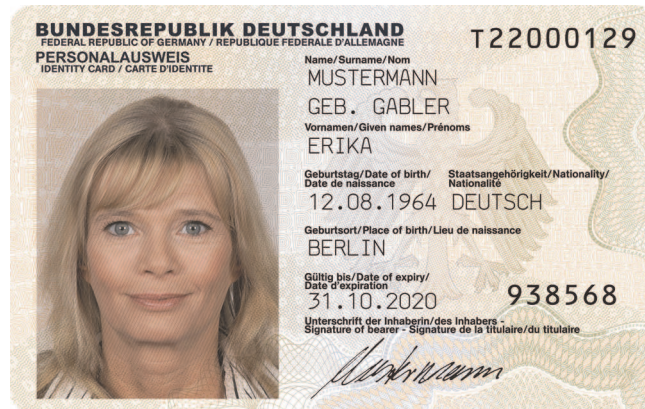 BUNDESREPUBLIK DEUTSCHLAND
FEDERAL REPUBLIC OF GERMANY / REPUBLIQUE FEDERALE D'ALLEMAGNE
PERSONALAUSWEIS
IDENTITY CARD / CARTE D'IDENTITE
T22000129
Name/Surname/Nom
MUSTERMANN
GEB. GABLER
Vornamen/Given names/Prénoms
ERIKA
Geburtstag/Date of birth/
Date de naissance
Staatsangehörigkeit/Nationality/
Nationalité
12.08.1964 DEUTSCH
Geburtsort/Place of birth/Lieu de naissance
BERLIN
Gültig bis/Date of expiry/
Date d'expiration
31.10.2020 938568
Unterschrift der Inhaberin/des Inhabers -
Signature of bearer - Signature de la titulaire/du titulaire
Mustermann